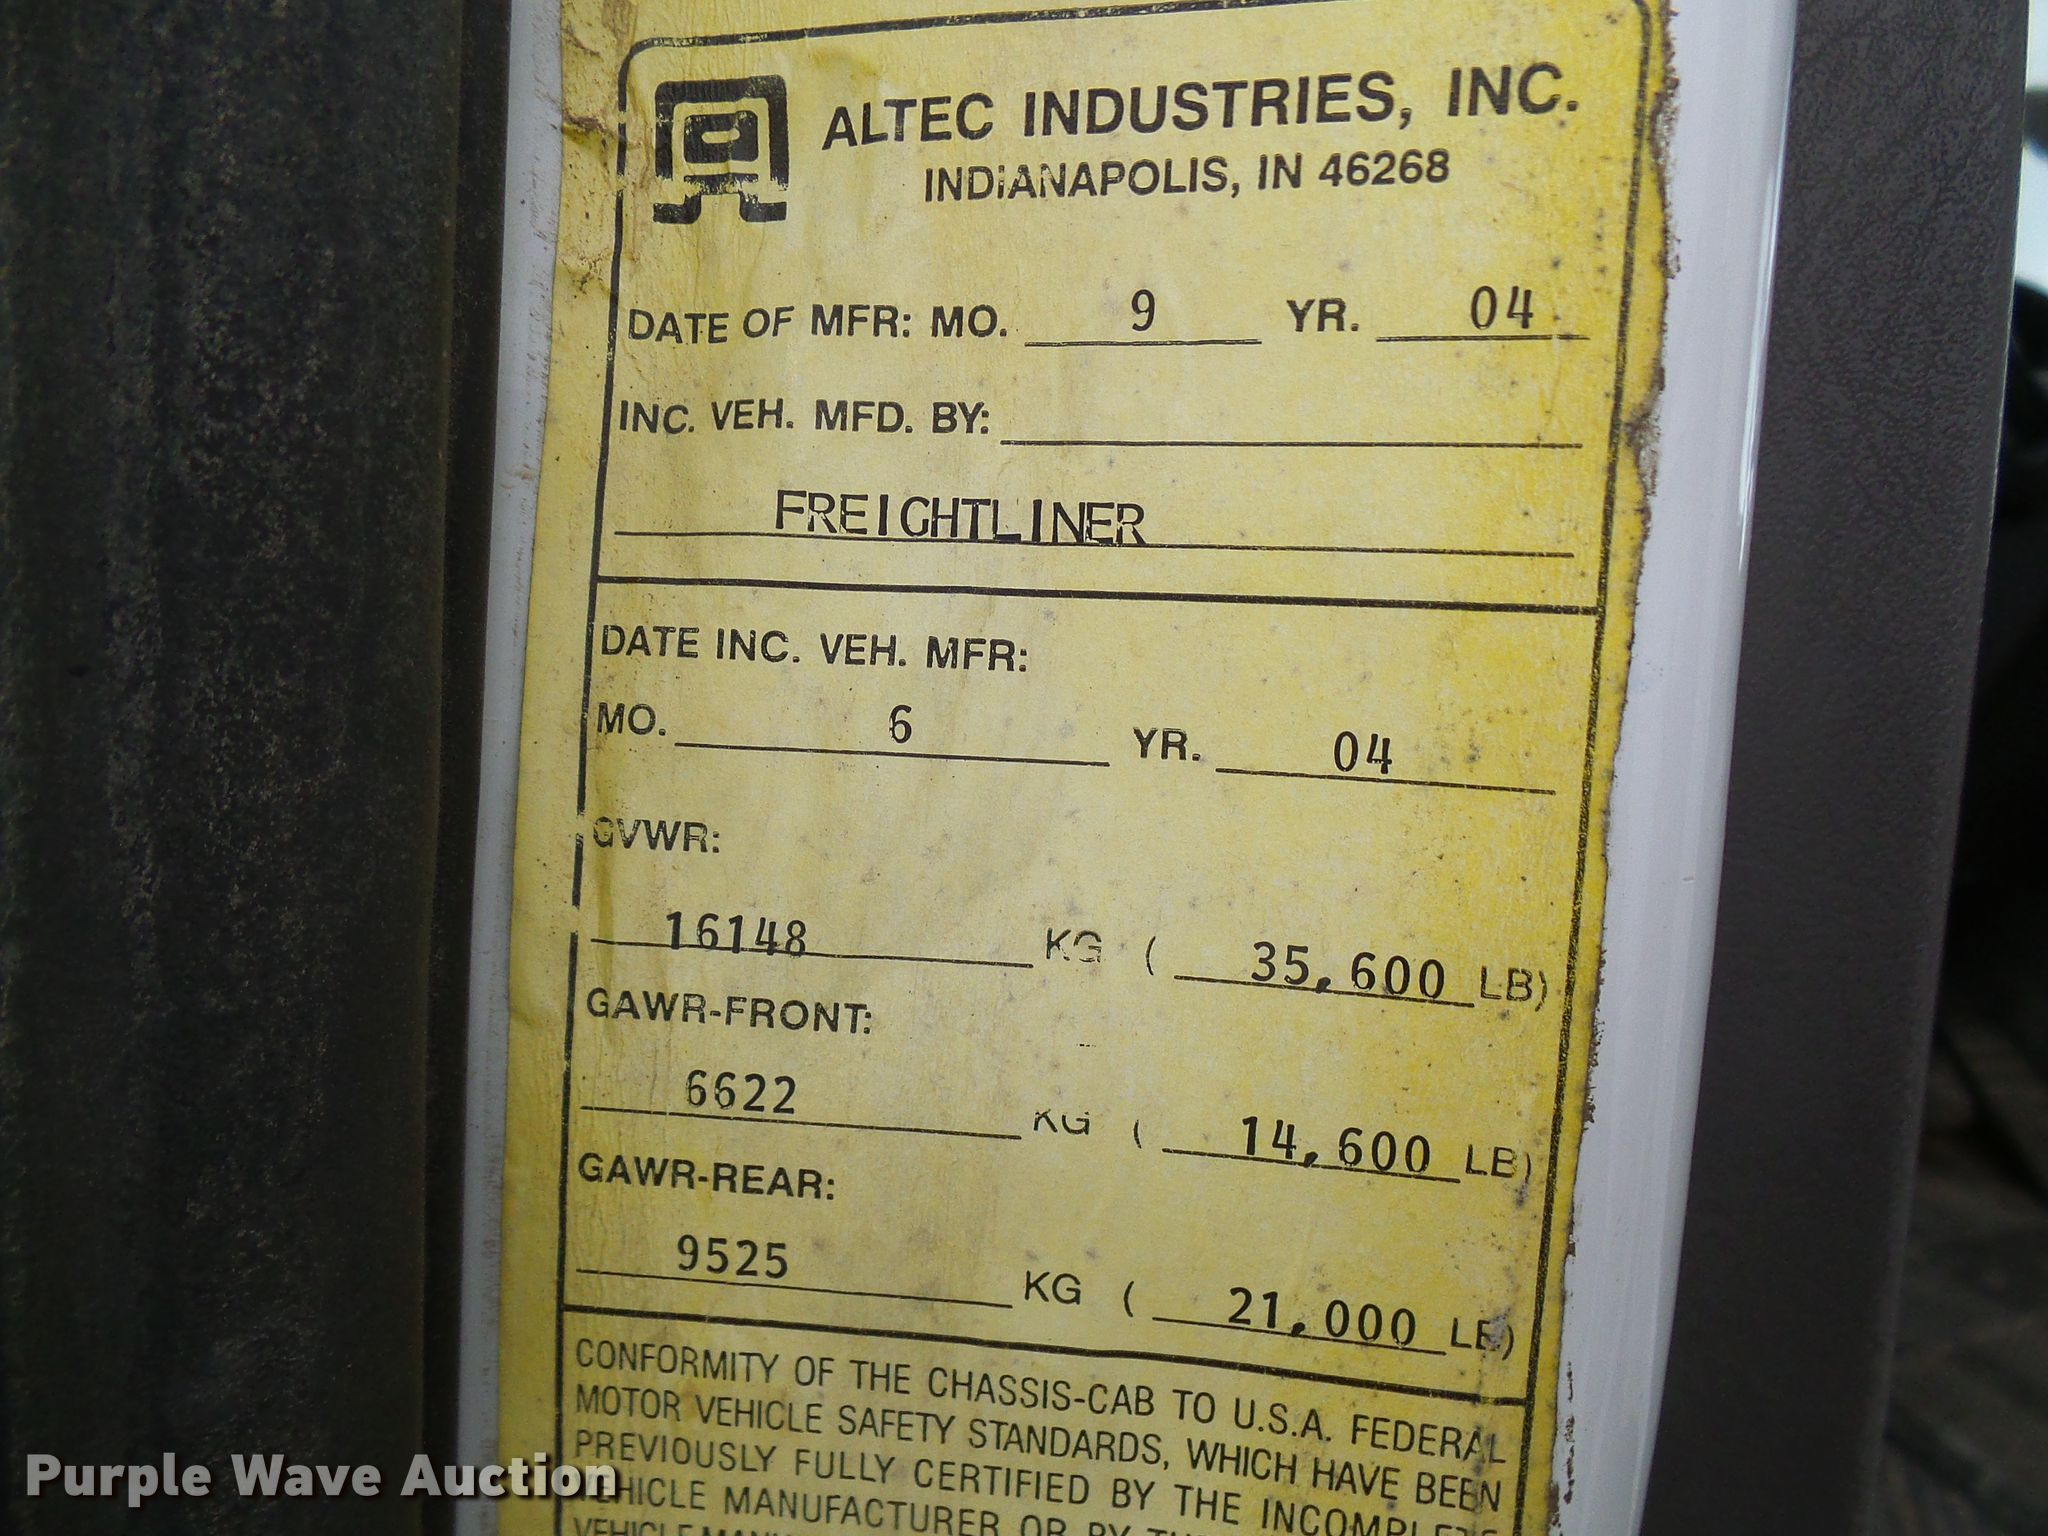 ALTEC INDUSTRIES, INC.
INDIANAPOLIS, IN 46268
DATE OF MFR: MO. 9 YR. 04
INC. VEH. MFD. BY:
FREIGHTLINER
DATE INC. VEH. MFR:
MO. 6 YR. 04
GVWR:
16148 KG ( 35,600 LB)
GAWR-FRONT:
6622 KG ( 14,600 LB)
GAWR-REAR:
9525 KG ( 21,000 LB)
CONFORMITY OF THE CHASSIS-CAB TO U.S.A. FEDERAL
MOTOR VEHICLE SAFETY STANDARDS, WHICH HAVE BEEN
PREVIOUSLY FULLY CERTIFIED BY THE INCOMPLETE
VEHICLE MANUFACTURER OR BY
VEHICLE
Purple Wave Auction